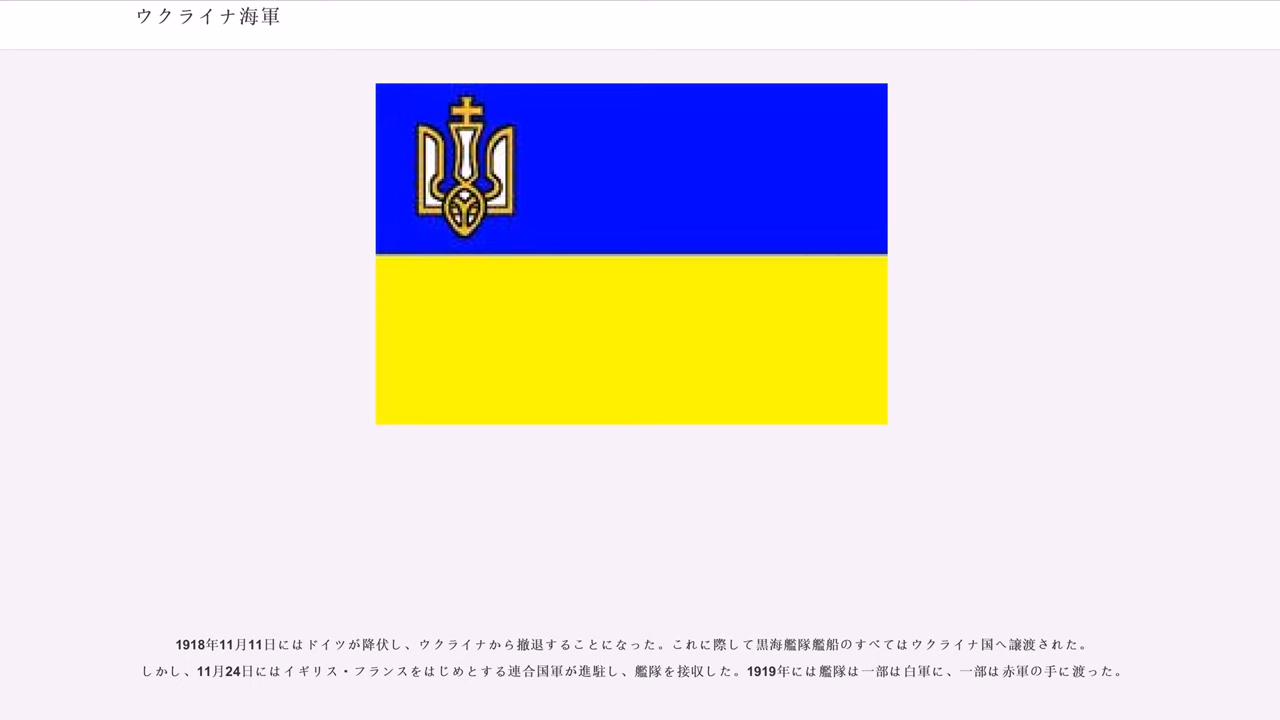 ウクライナ海軍
1918年11月11日にはドイツが降伏し、ウクライナから撤退することになった。これに際して黒海艦隊艦船のすべてはウクライナ国へ譲渡された。
しかし、11月24日にはイギリス・フランスをはじめとする連合国軍が進駐し、艦隊を接収した。1919年には艦隊は一部は白軍に、一部は赤軍の手に渡った。